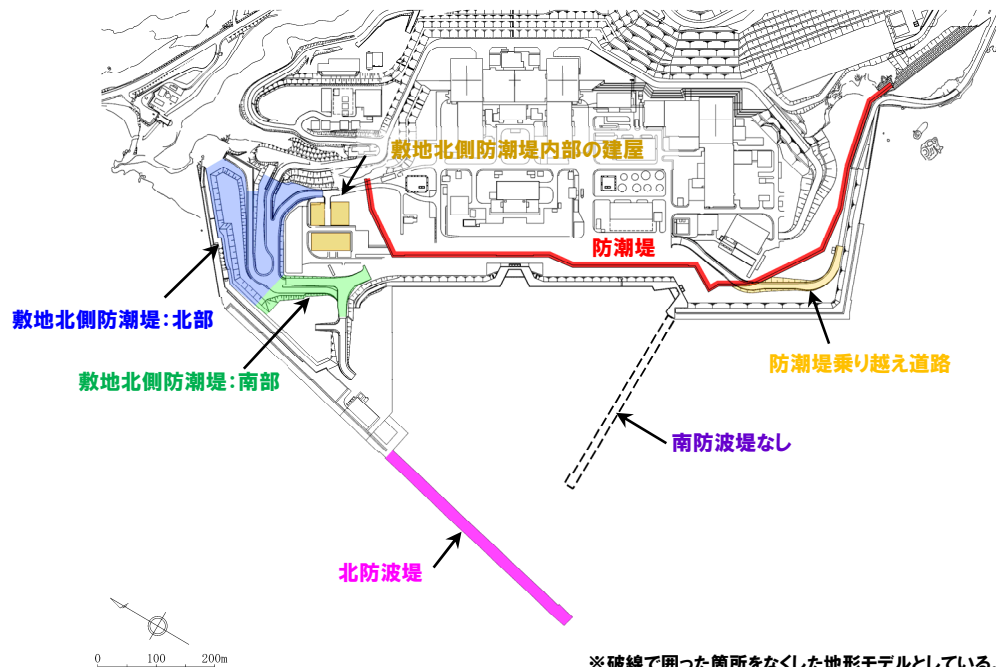 敷地北側防潮堤内部の建屋
防潮堤
敷地北側防潮堤：北部
敷地北側防潮堤：南部
防潮堤乗り越え道路
南防波堤なし
北防波堤
0 100 200m
※破線で囲った箇所をなくした地形モデルとしている。